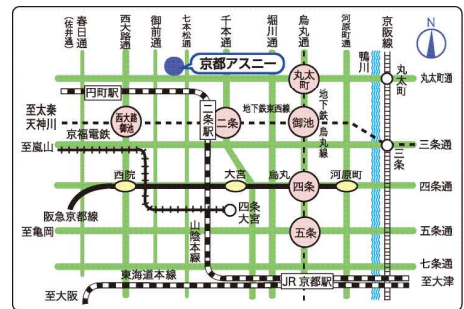 春日通
(佐井通)
西大路通
御前通
七本松通
千本通
堀川通
烏丸通
河原町通
鴨川
京阪線
N
京都アスニー
丸太町
丸太町
丸太町通
円町駅
至太秦
天神川
西大路
御池
二条駅
二条
地下鉄東西線
御池
地下鉄・烏丸線
京福電鉄
三条
三条通
至嵐山
西院
大宮
烏丸
四条
河原町
四条通
阪急京都線
四条
大宮
至亀岡
山陰本線
五条
五条通
七条通
東海道本線
JR 京都駅
至大津
至大阪